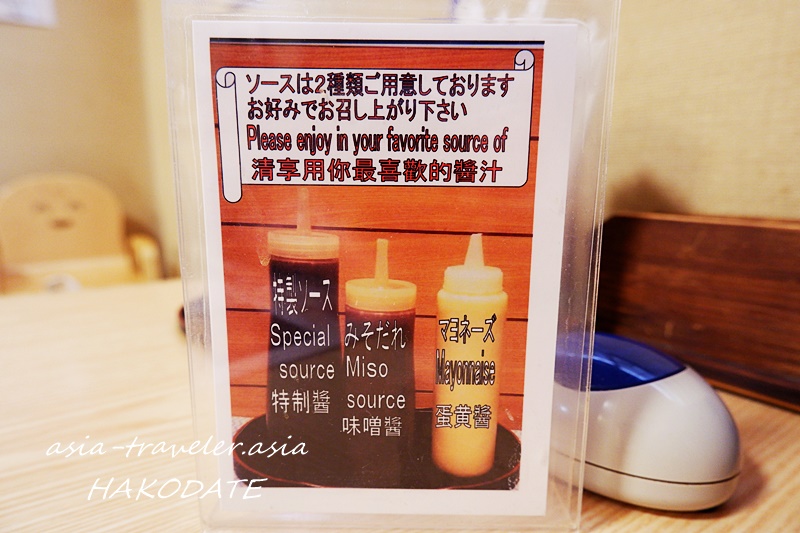 ソースは2種類ご用意しております
お好みでお召し上がり下さい
Please enjoy in your favorite source of
清享用你最喜歡的醬汁
特製ソース
Special
source
特制醬
みそだれ
Miso
source
味噌醬
マヨネーズ
Mayonnaise
蛋黄醬
asia-traveler.asia
HAKODATE